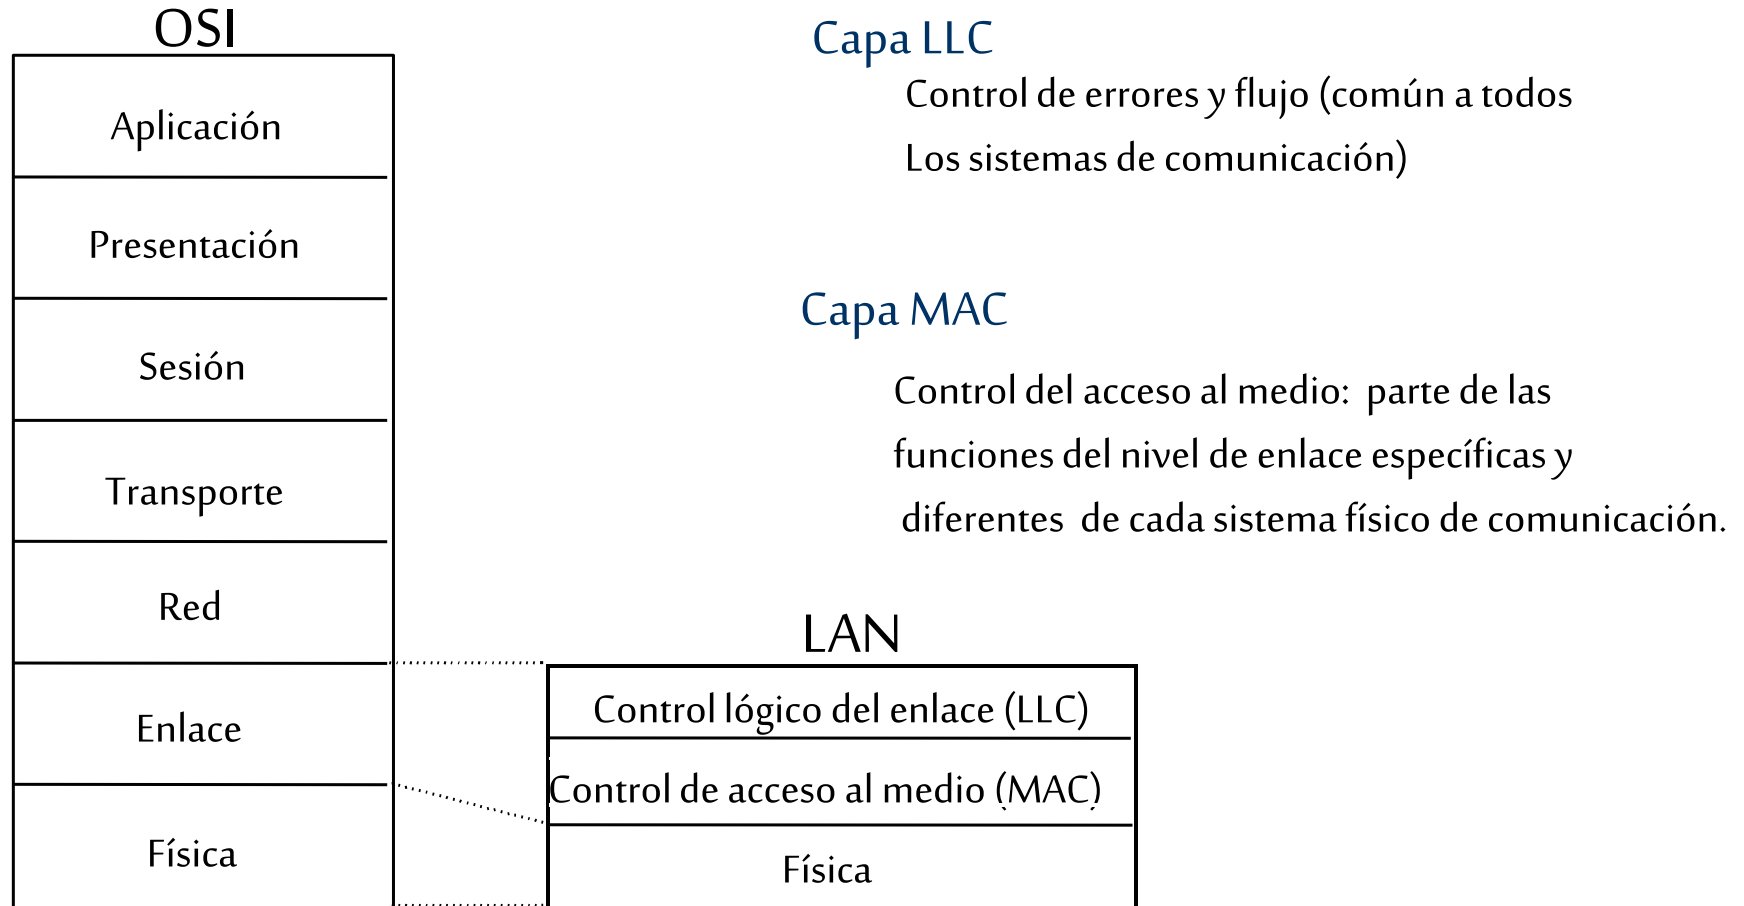 OSI
Aplicación
Presentación
Sesión
Transporte
Red
Enlace
Física
Capa LLC
Control de errores y flujo (común a todos
Los sistemas de comunicación)
Capa MAC
Control del acceso al medio: parte de las
funciones del nivel de enlace específicas y
diferentes de cada sistema físico de comunicación.
LAN
Control lógico del enlace (LLC)
Control de acceso al medio (MAC)
Física